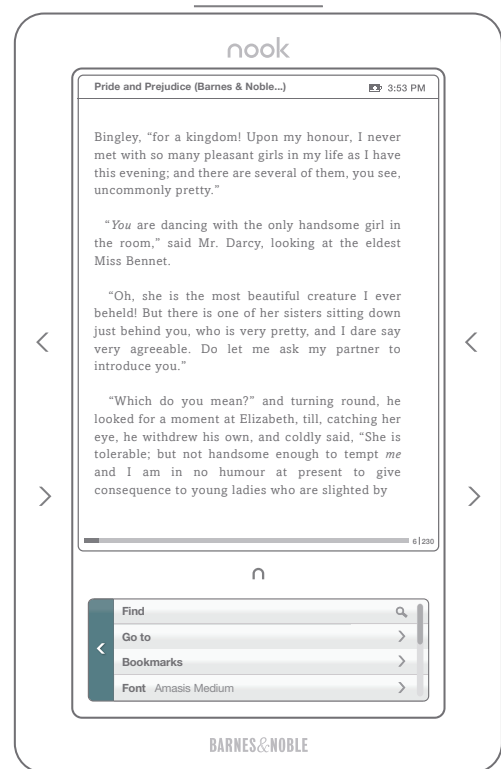 nook
Pride and Prejudice (Barnes & Noble...) 3:53 PM
Bingley, “for a kingdom! Upon my honour, I never
met with so many pleasant girls in my life as I have
this evening; and there are several of them, you see,
uncommonly pretty.”
“You are dancing with the only handsome girl in
the room,” said Mr. Darcy, looking at the eldest
Miss Bennet.
“Oh, she is the most beautiful creature I ever
beheld! But there is one of her sisters sitting down
just behind you, who is very pretty, and I dare say
very agreeable. Do let me ask my partner to
introduce you.”
“Which do you mean?” and turning round, he
looked for a moment at Elizabeth, till, catching her
eye, he withdrew his own, and coldly said, “She is
tolerable; but not handsome enough to tempt me
and I am in no humour at present to give
consequence to young ladies who are slighted by
6|230
n
Find
Go to
Bookmarks
Font Amasis Medium
BARNES&NOBLE